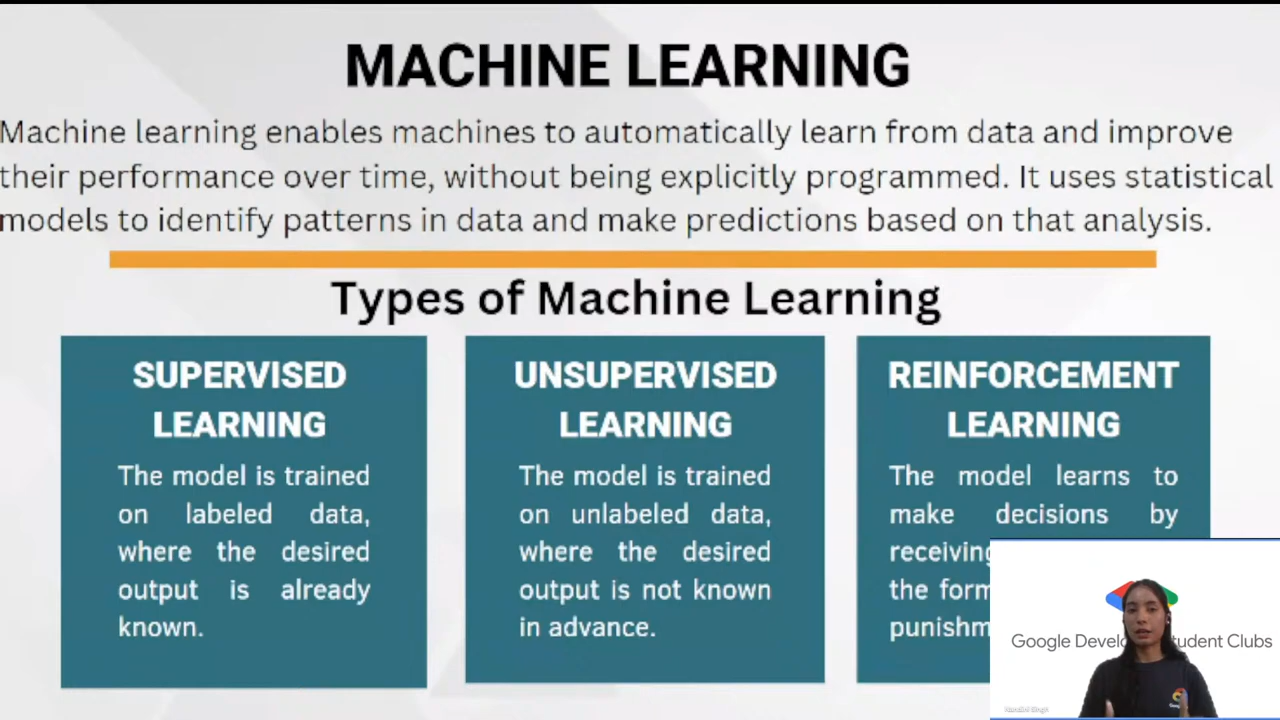 MACHINE LEARNING
Machine learning enables machines to automatically learn from data and improve
their performance over time, without being explicitly programmed. It uses statistical
models to identify patterns in data and make predictions based on that analysis.
Types of Machine Learning
SUPERVISED
LEARNING
The model is trained
on labeled data,
where the desired
output is already
known.
UNSUPERVISED
LEARNING
The model is trained
on unlabeled data,
where the desired
output is not known
in advance.
REINFORCEMENT
LEARNING
The model learns to
make decisions by
receiving
the form
punishm
Google Develo tudent Clubs